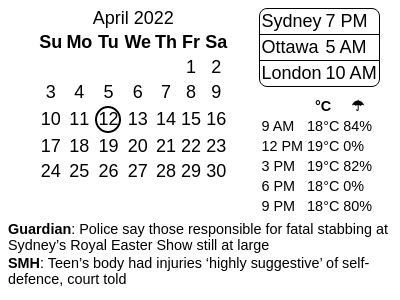 April 2022
Su Mo Tu We Th Fr Sa
1 2
3 4 5 6 7 8 9
10 11 12 13 14 15 16
17 18 19 20 21 22 23
24 25 26 27 28 29 30
Sydney 7 PM
Ottawa 5 AM
London 10 AM
°C ☂
9 AM 18°C 84%
12 PM 19°C 0%
3 PM 19°C 82%
6 PM 18°C 0%
9 PM 18°C 80%
Guardian: Police say those responsible for fatal stabbing at
Sydney’s Royal Easter Show still at large
SMH: Teen’s body had injuries ‘highly suggestive’ of self-
defence, court told